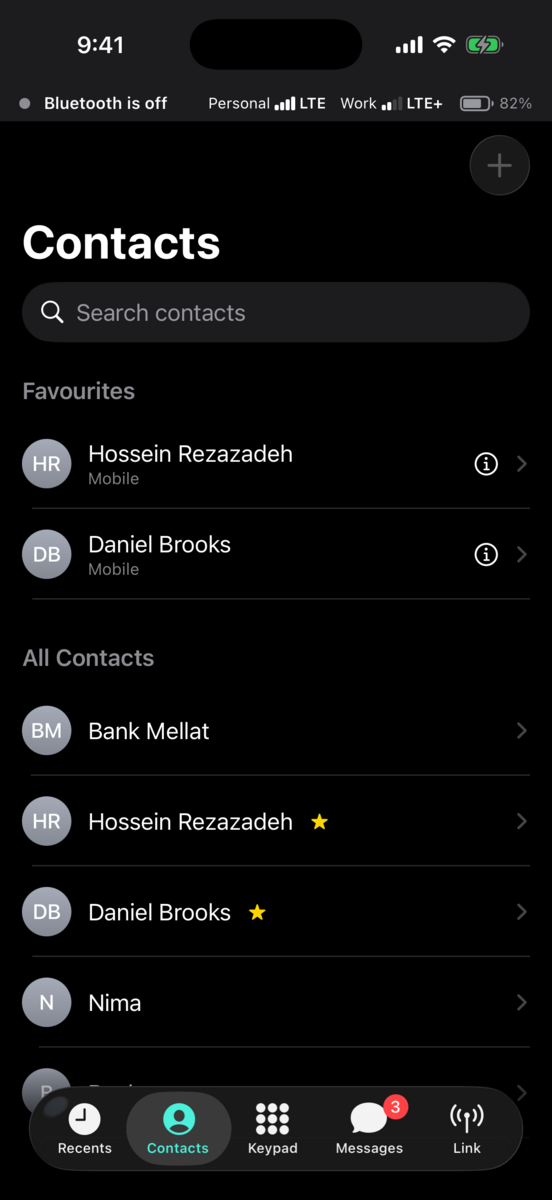 9:41
Bluetooth is off Personal LTE Work LTE+ 82%
Contacts
Search contacts
Favourites
HR Hossein Rezazadeh
Mobile
DB Daniel Brooks
Mobile
All Contacts
BM Bank Mellat
HR Hossein Rezazadeh
DB Daniel Brooks
N Nima
3
Recents Contacts Keypad Messages Link